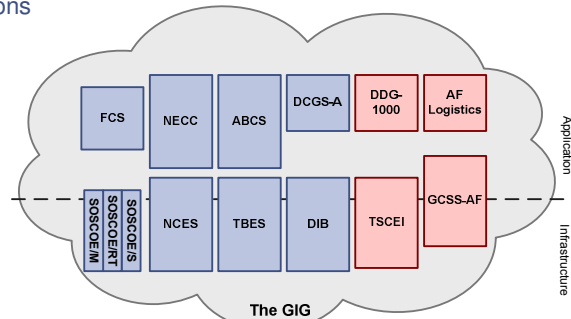 ons
FCS
NECC
ABCS
DCGS-A
DDG-
1000
AF
Logistics
Application
SOSCOE/M
SOSCOE/RT
SOSCOE/S
NCES
TBES
DIB
TSCEI
GCSS-AF
Infrastructure
The GIG